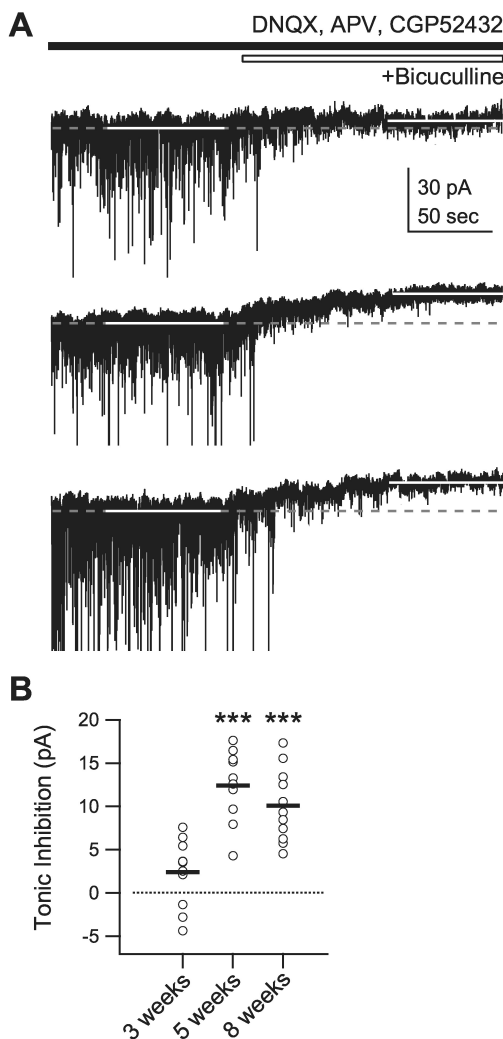 A
DNQX, APV, CGP52432
+Bicuculline
30 pA
50 sec
B
Tonic Inhibition (pA)
20
15
10
5
0
-5
*** ***
3 weeks
5 weeks
8 weeks